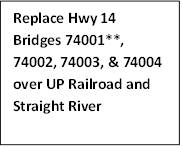 Replace Hwy 14
Bridges 74001**,
74002, 74003, & 74004
over UP Railroad and
Straight River